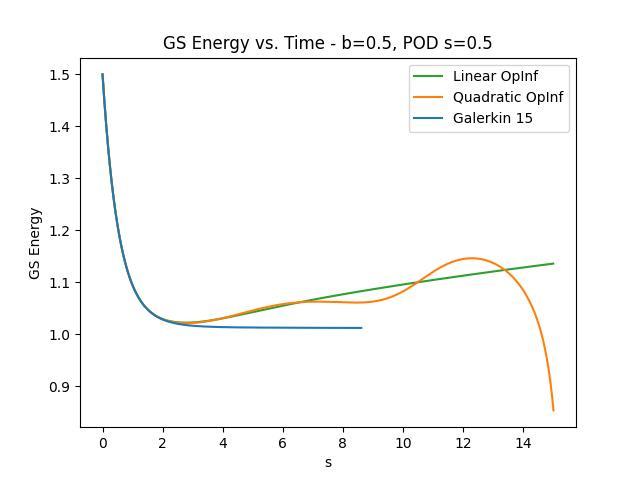 GS Energy vs. Time - b=0.5, POD s=0.5
Linear OpInf
Quadratic OpInf
Galerkin 15
GS Energy
1.5
1.4
1.3
1.2
1.1
1.0
0.9
0 2 4 6 8 10 12 14
s